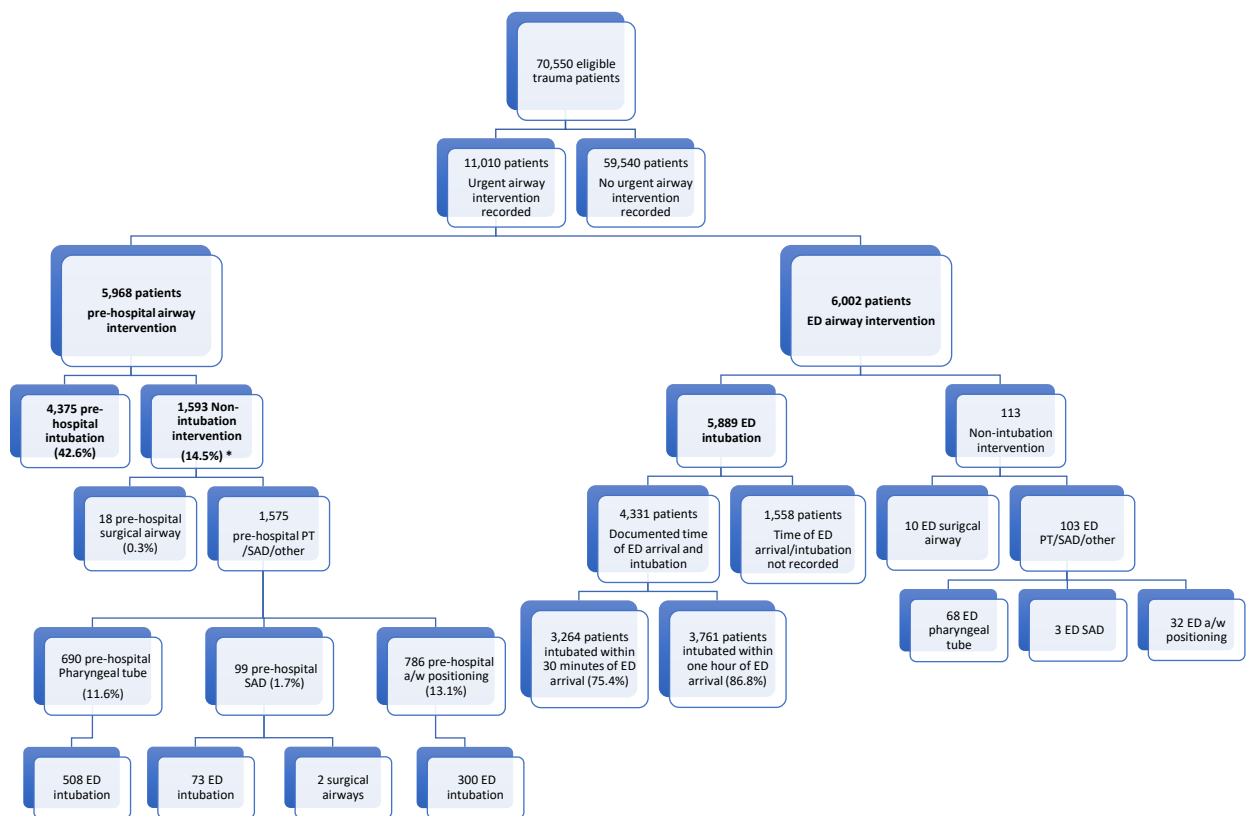 70,550 eligible
trauma patients
11,010 patients
Urgent airway
intervention
recorded
59,540 patients
No urgent airway
intervention
recorded
5,968 patients
pre-hospital airway
intervention
6,002 patients
ED airway intervention
4,375 pre-
hospital
intubation
(42.6%)
1,593 Non-
intubation
intervention
(14.5%) *
5,889 ED
intubation
113
Non-intubation
intervention
18 pre-hospital
surgical airway
(0.3%)
1,575
pre-hospital PT
/SAD/other
4,331 patients
Documented time
of ED arrival and
intubation
1,558 patients
Time of ED
arrival/intubation
not recorded
10 ED surigcal
airway
103 ED
PT/SAD/other
690 pre-hospital
Pharyngeal tube
(11.6%)
99 pre-hospital
SAD (1.7%)
786 pre-hospital
a/w positioning
(13.1%)
3,264 patients
intubated within
30 minutes of ED
arrival (75.4%)
3,761 patients
intubated within
one hour of ED
arrival (86.8%)
68 ED
pharyngeal
tube
3 ED SAD
32 ED a/w
positioning
508 ED
intubation
73 ED
intubation
2 surgical
airways
300 ED
intubation